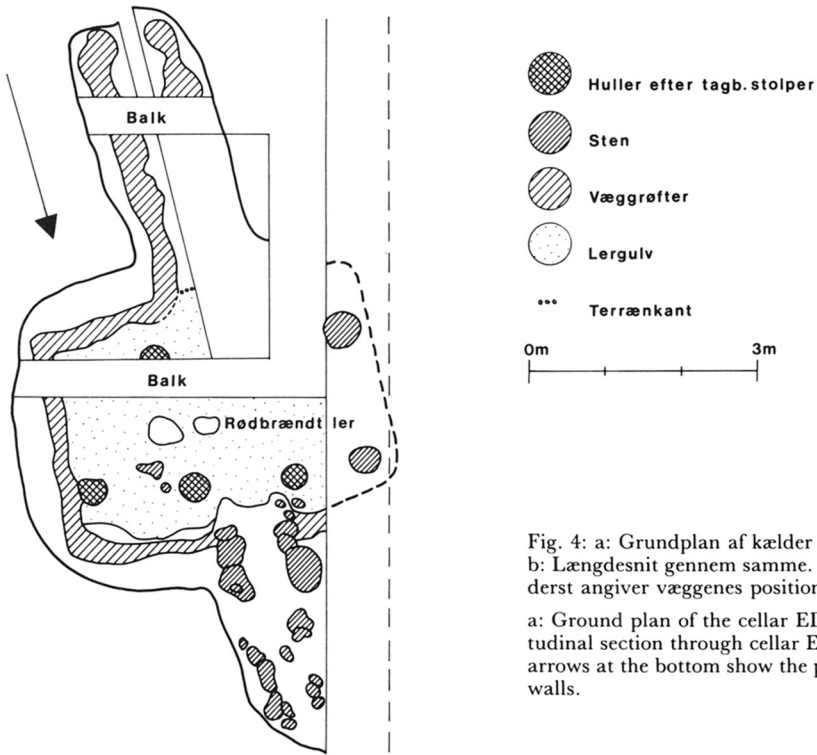 Balk
Balk
Rødbrændt ler
Huller efter tagb. stolper
Sten
Væggrøfter
Lergulv
Terrænkant
0m 3m
Fig. 4: a: Grundplan af kælder
b: Længdesnit gennem samme.
derst angiver væggenes position
a: Ground plan of the cellar
tudinal section through cellar
arrows at the bottom show the
walls.